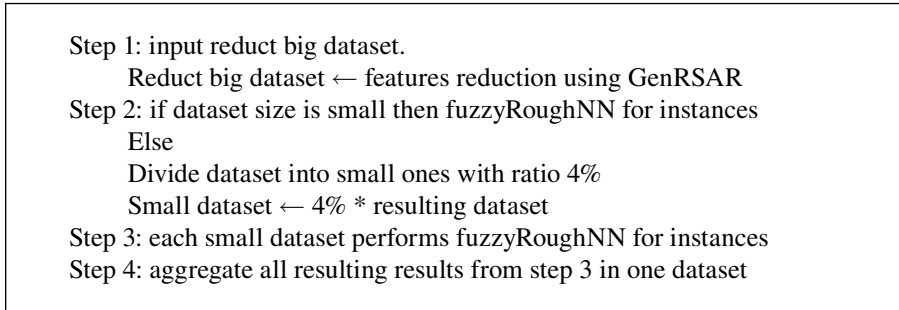 Step 1: input reduct big dataset.
Reduct big dataset ← features reduction using GenRSAR
Step 2: if dataset size is small then fuzzyRoughNN for instances
Else
Divide dataset into small ones with ratio 4%
Small dataset ← 4% * resulting dataset
Step 3: each small dataset performs fuzzyRoughNN for instances
Step 4: aggregate all resulting results from step 3 in one dataset